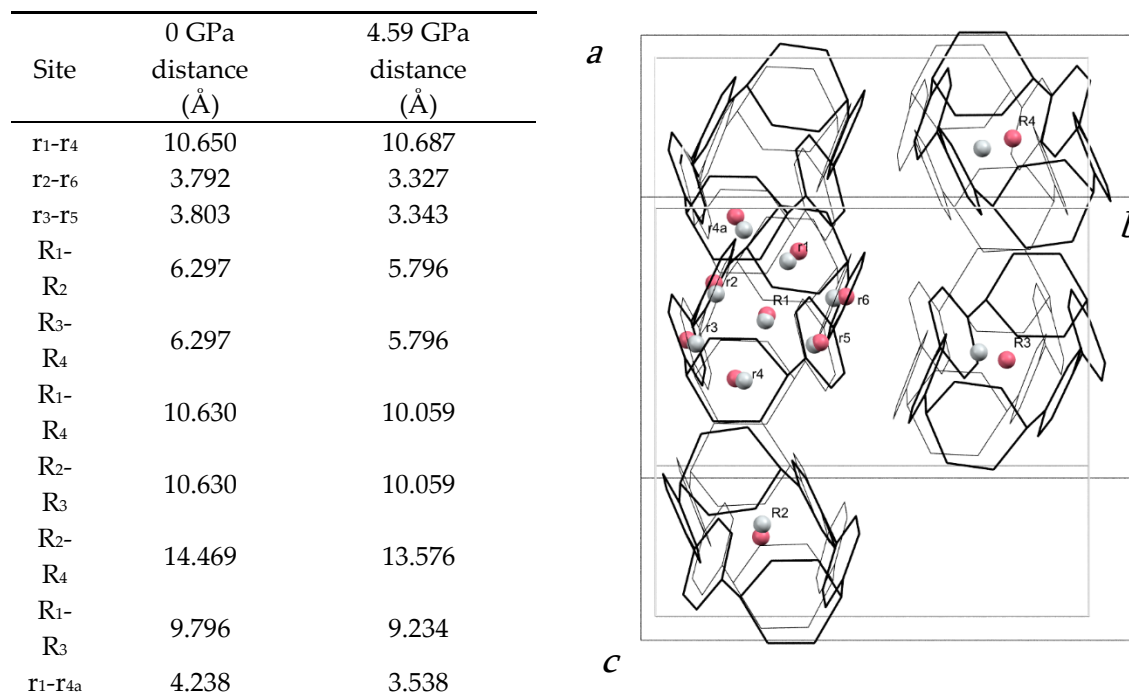 0 GPa 4.59 GPa
Site distance distance
(Å) (Å)
r1-r4 10.650 10.687
r2-r6 3.792 3.327
r3-r5 3.803 3.343
R1-
R2 6.297 5.796
R3-
R4 6.297 5.796
R1-
R4 10.630 10.059
R2-
R3 10.630 10.059
R2-
R4 14.469 13.576
R1-
R3 9.796 9.234
r1-r4a 4.238 3.538
a
R4
b
r4a
r1
r2
R1
r6
r3
r5
R3
r4
R2
c